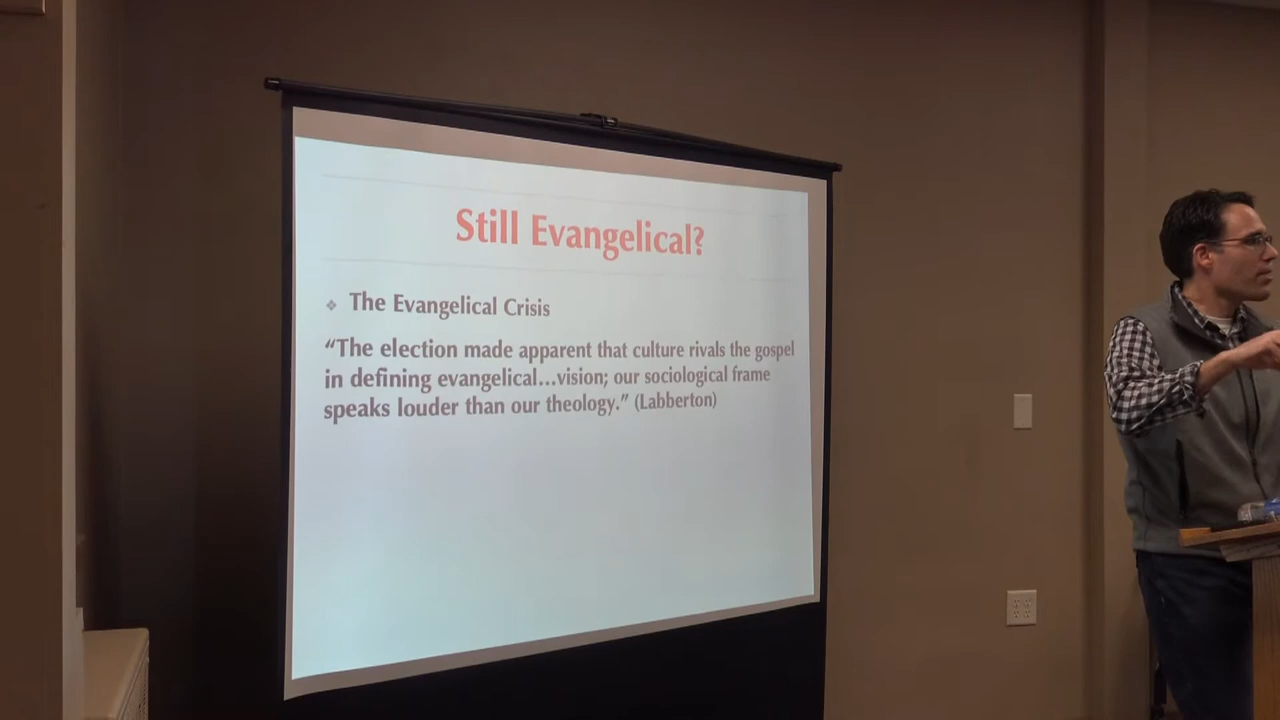 Still Evangelical?
❖ The Evangelical Crisis
“The election made apparent that culture rivals the gospel
in defining evangelical...vision; our sociological frame
speaks louder than our theology.” (Labberton)